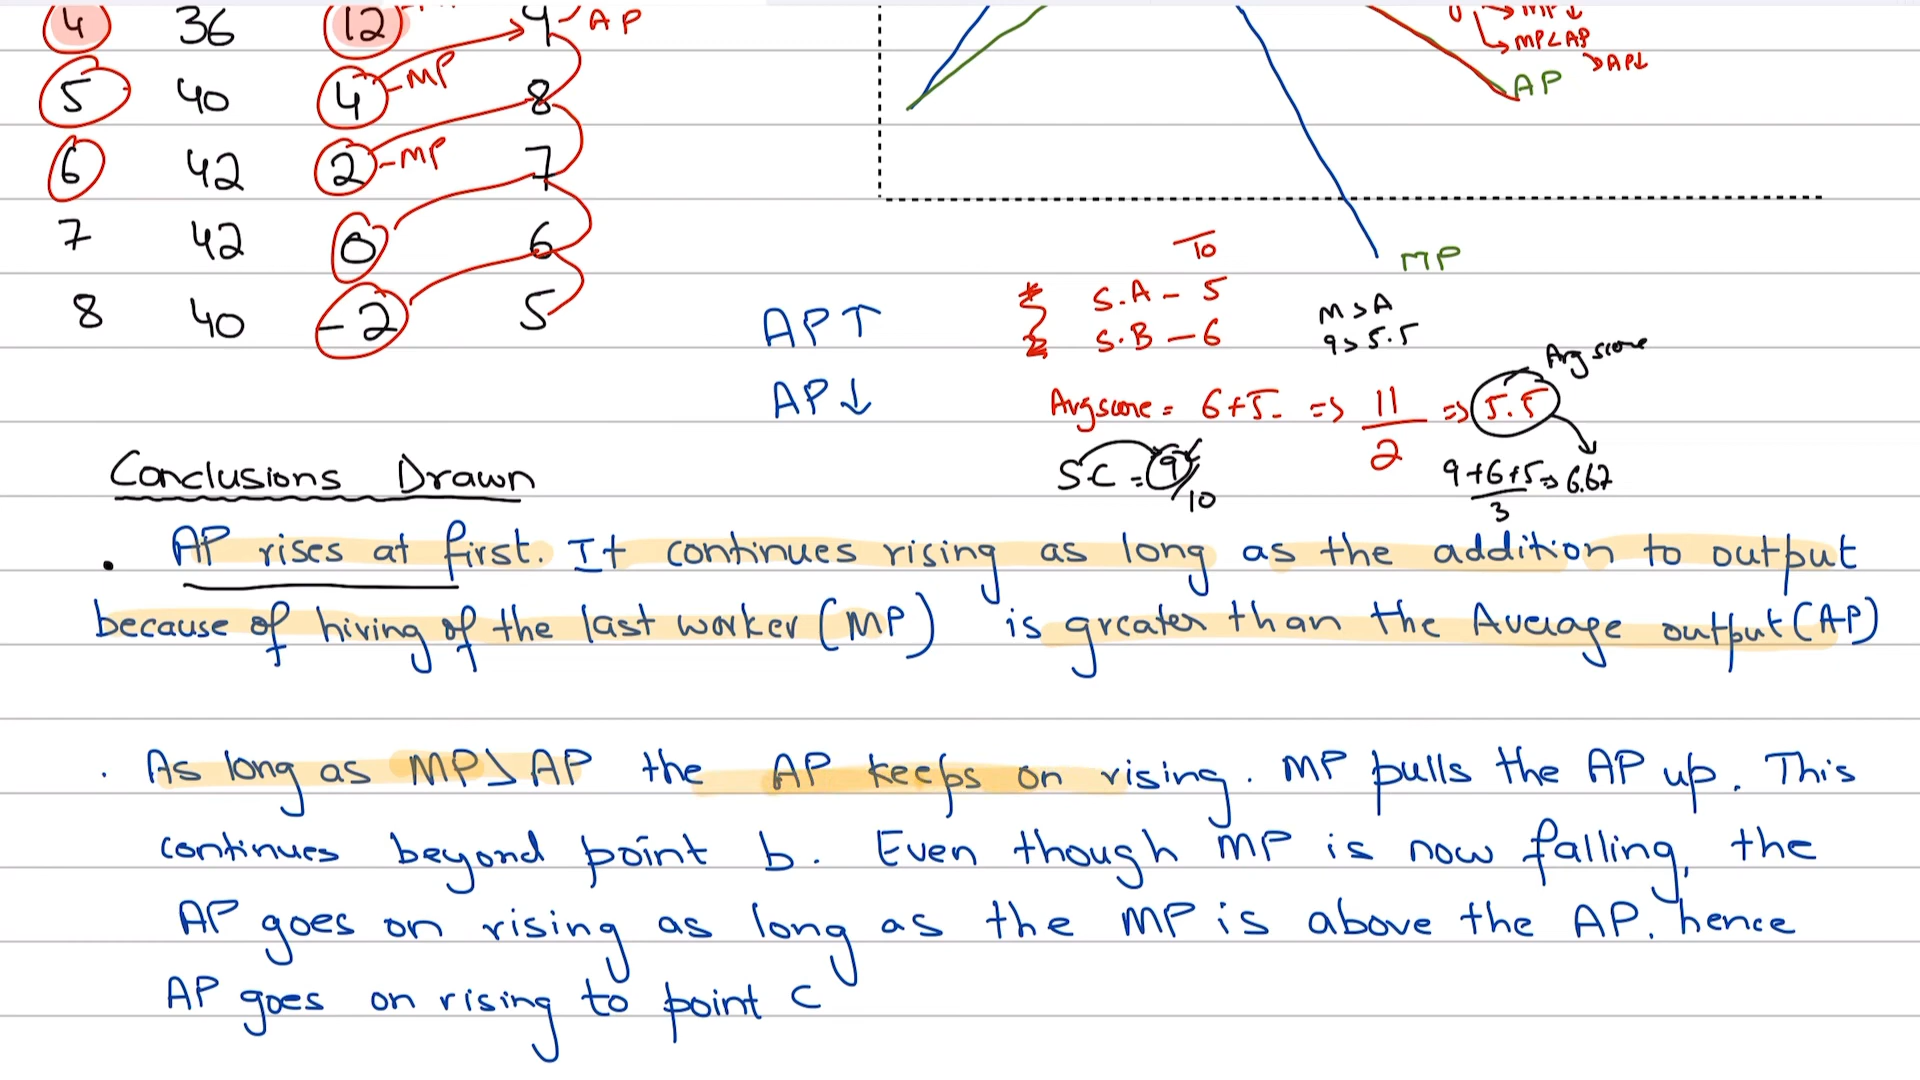 4 36 12 9 AP
5 40 4 -MP 8
6 42 2 -MP 7
7 42 0 6
8 40 -2 5
MP↓
MP<AP
AP↓
AP
MP
10
AP↑
AP↓
S.A - 5
S.B - 6
M>A
9>5.5
Avg score
Avg score = 6+5 ⇒ 11/2 ⇒ 5.5
SC = 9/10
9+6+5/3 ⇒ 6.67
Conclusions Drawn
. AP rises at first. It continues rising as long as the addition to output
because of hiring of the last worker (MP) is greater than the Average output (AP)
. As long as MP>AP the AP keeps on rising. MP pulls the AP up. This
continues beyond point b. Even though MP is now falling, the
AP goes on rising as long as the MP is above the AP. hence
AP goes on rising to point C